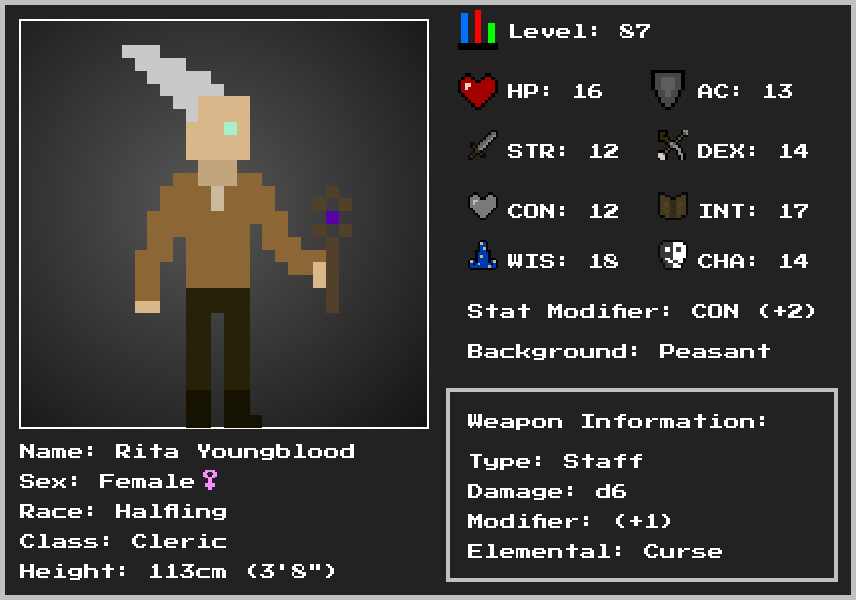 Level: 87
HP: 16
AC: 13
STR: 12
DEX: 14
CON: 12
INT: 17
WIS: 18
CHA: 14
Stat Modifier: CON (+2)
Background: Peasant
Weapon Information:
Type: Staff
Damage: d6
Modifier: (+1)
Elemental: Curse
Name: Rita Youngblood
Sex: Female♀
Race: Halfling
Class: Cleric
Height: 113cm (3'8")